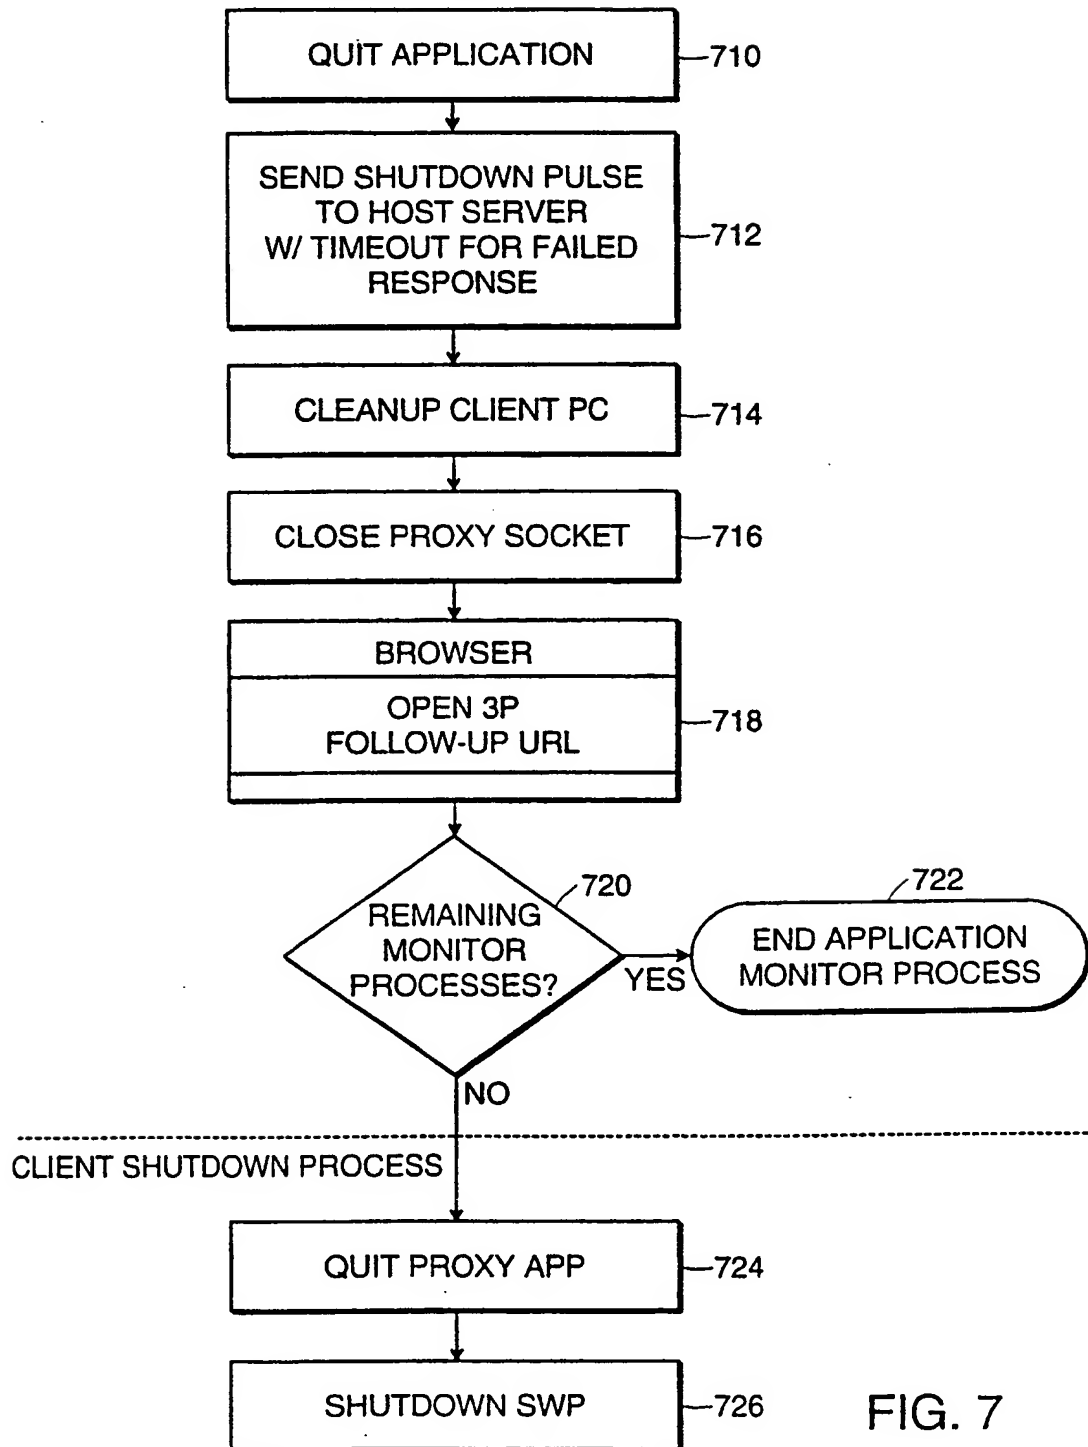 QUIT APPLICATION
710
SEND SHUTDOWN PULSE
TO HOST SERVER
W/ TIMEOUT FOR FAILED
RESPONSE
712
CLEANUP CLIENT PC
714
CLOSE PROXY SOCKET
716
BROWSER
OPEN 3P
FOLLOW-UP URL
718
REMAINING
MONITOR
PROCESSES?
720
YES
722
END APPLICATION
MONITOR PROCESS
NO
CLIENT SHUTDOWN PROCESS
QUIT PROXY APP
724
SHUTDOWN SWP
726
FIG. 7